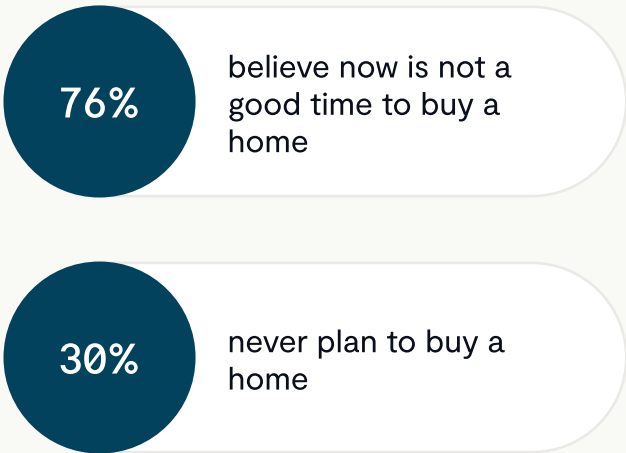 76%
believe now is not a
good time to buy a
home
30%
never plan to buy a
home